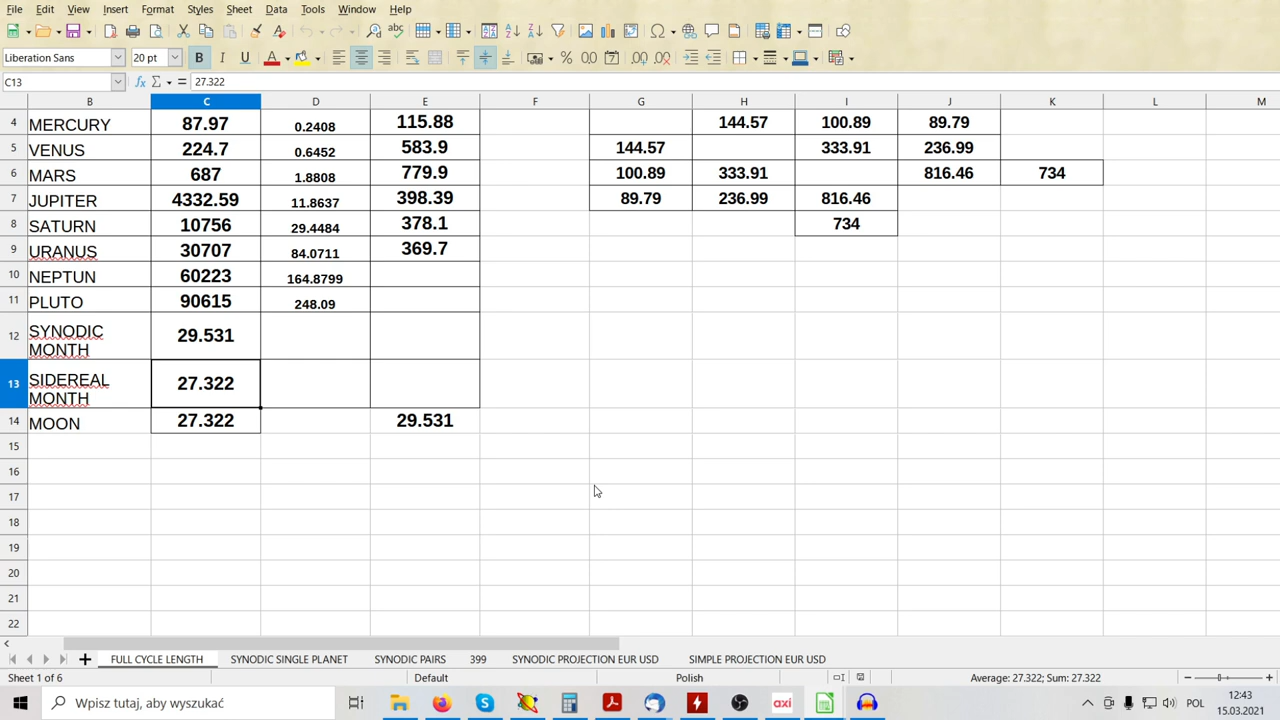 File Edit View Insert Format Styles Sheet Data Tools Window Help
Liberation Sans 20 pt B I U A % 0.0 .00 .00
C13 fx Σ = 27.322
B C D E F G H I J K L M
4 MERCURY 87.97 0.2408 115.88 144.57 100.89 89.79
5 VENUS 224.7 0.6452 583.9 144.57 333.91 236.99
6 MARS 687 1.8808 779.9 100.89 333.91 816.46 734
7 JUPITER 4332.59 11.8637 398.39 89.79 236.99 816.46
8 SATURN 10756 29.4484 378.1 734
9 URANUS 30707 84.0711 369.7
10 NEPTUN 60223 164.8799
11 PLUTO 90615 248.09
12 SYNODIC MONTH 29.531
13 SIDEREAL MONTH 27.322
14 MOON 27.322 29.531
15
16
17
18
19
20
21
22
FULL CYCLE LENGTH SYNODIC SINGLE PLANET SYNODIC PAIRS 399 SYNODIC PROJECTION EUR USD SIMPLE PROJECTION EUR USD
Sheet 1 of 6 Default Polish Average: 27.322; Sum: 27.322
Wpisz tutaj, aby wyszukać axi POL 12:43
15.03.2021